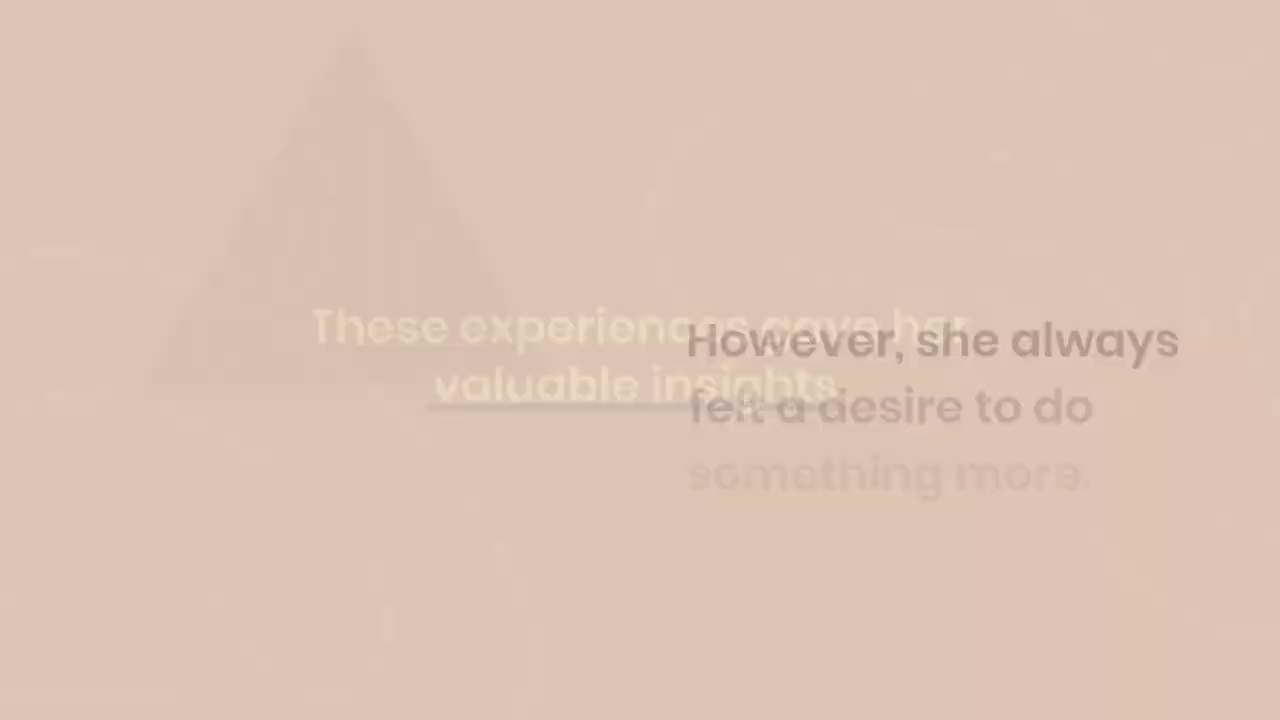 These experiences gave her
valuable insights.
However, she always
felt a desire to do
something more.